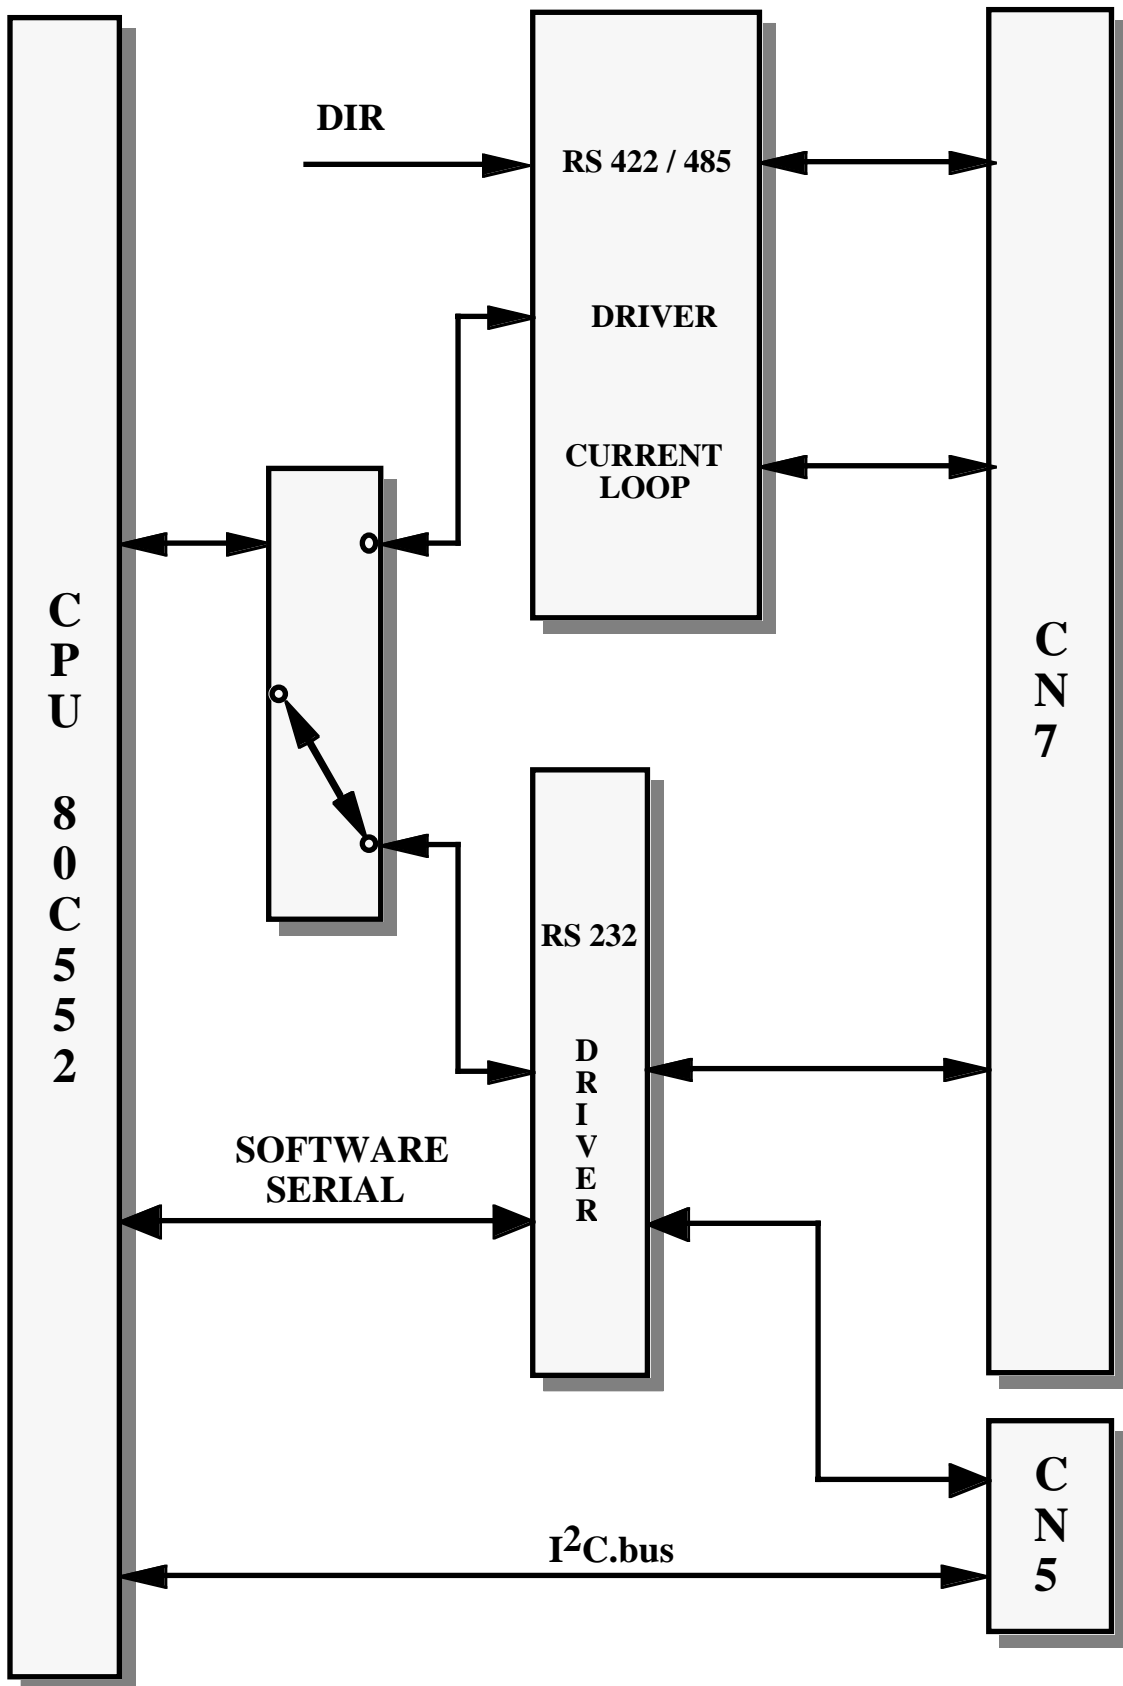 DIR
RS 422 / 485
DRIVER
CURRENT
LOOP
C
P
U
8
0
C
5
5
2
C
N
7
RS 232
D
R
I
V
E
R
SOFTWARE
SERIAL
I²C.bus
C
N
5